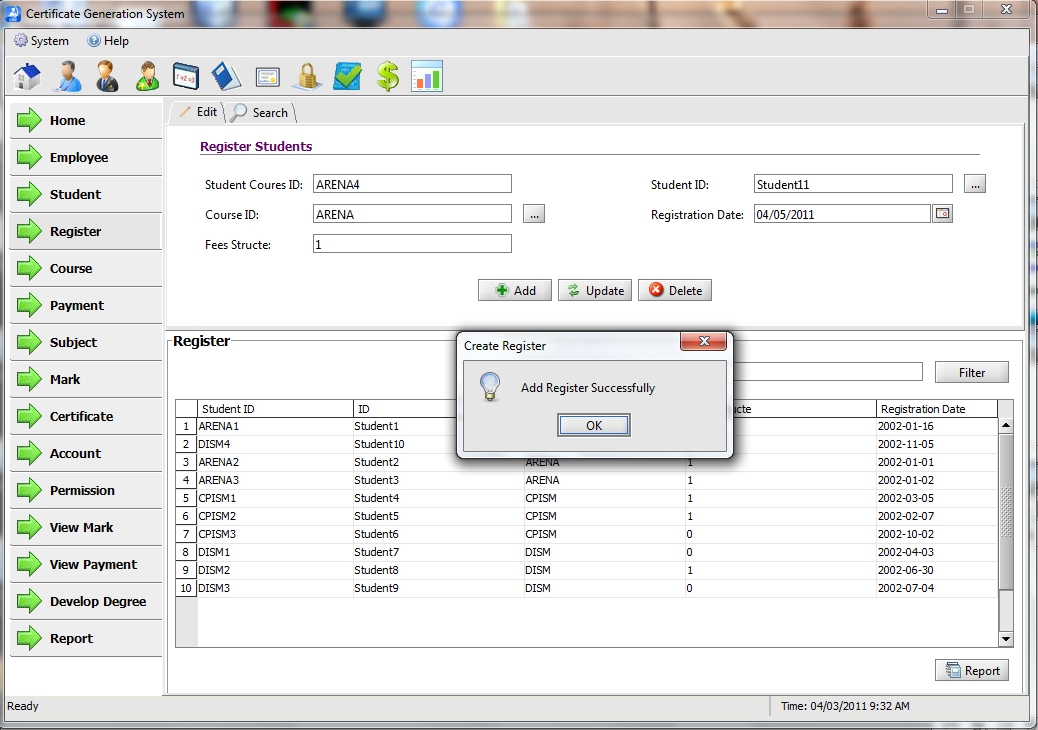 Certificate Generation System
System Help
Home
Employee
Student
Register
Course
Payment
Subject
Mark
Certificate
Account
Permission
View Mark
View Payment
Develop Degree
Report
Edit Search
Register Students
Student Coures ID: ARENA4 Student ID: Student11 ...
Course ID: ARENA ... Registration Date: 04/05/2011
Fees Structe: 1
Add Update Delete
Register
Create Register
Add Register Successfully
OK
Filter
Student ID ID Registration Date
1 ARENA1 Student1 2002-01-16
2 DISM4 Student10 2002-11-05
3 ARENA2 Student2 ARENA 1 2002-01-01
4 ARENA3 Student3 ARENA 1 2002-01-02
5 CPISM1 Student4 CPISM 1 2002-03-05
6 CPISM2 Student5 CPISM 1 2002-02-07
7 CPISM3 Student6 CPISM 0 2002-10-02
8 DISM1 Student7 DISM 0 2002-04-03
9 DISM2 Student8 DISM 1 2002-06-30
10 DISM3 Student9 DISM 0 2002-07-04
Report
Ready Time: 04/03/2011 9:32 AM